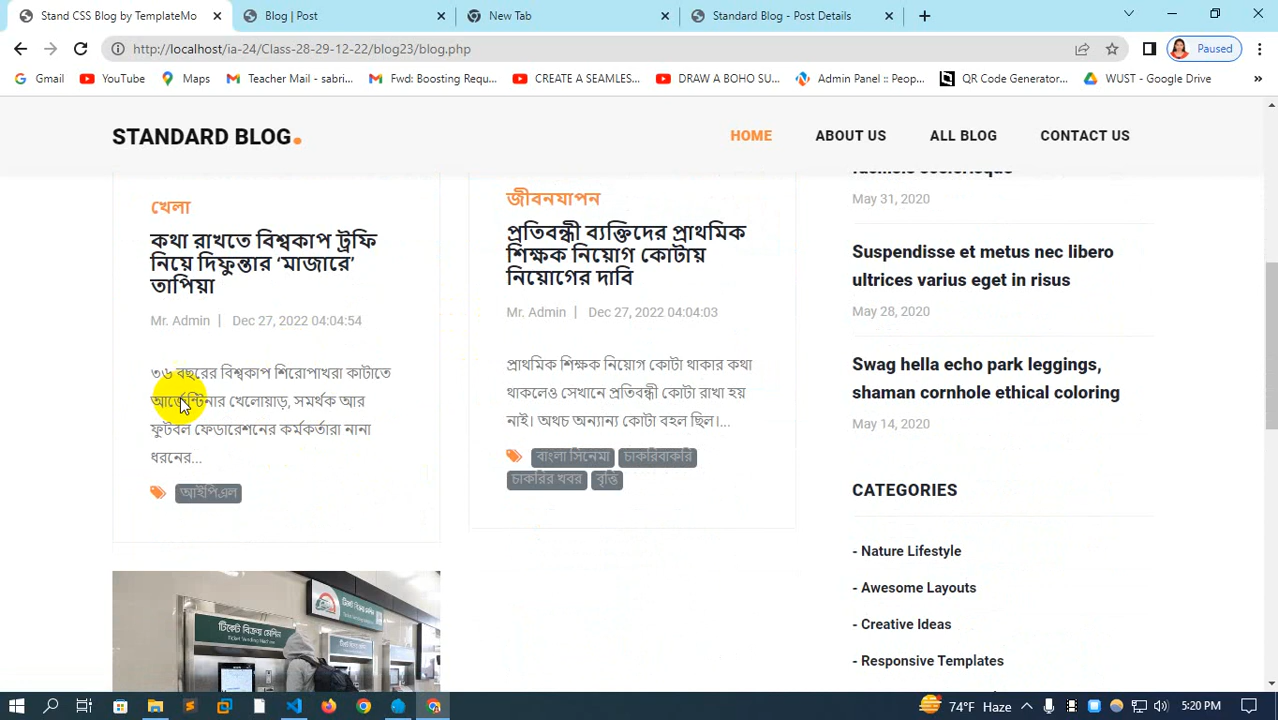 Stand CSS Blog by TemplateMo
Blog | Post
New Tab
Standard Blog - Post Details
http://localhost/ia-24/Class-28-29-12-22/blog23/blog.php
Paused
Gmail
YouTube
Maps
Teacher Mail - sabri...
Fwd: Boosting Requ...
CREATE A SEAMLES...
DRAW A BOHO SU...
Admin Panel :: Peop...
QR Code Generator...
WUST - Google Drive
STANDARD BLOG.
HOME
ABOUT US
ALL BLOG
CONTACT US
খেলা
কথা রাখতে বিশ্বকাপ ট্রফি
নিয়ে দিফুন্তার ‘মাজারে’
তাপিয়া
Mr. Admin | Dec 27, 2022 04:04:54
৩৬ বছরের বিশ্বকাপ শিরোপাখরা কাটাতে
আর্জেন্টিনার খেলোয়াড়, সমর্থক আর
ফুটবল ফেডারেশনের কর্মকর্তারা নানা
ধরনের...
আইপিএল
জীবনযাপন
প্রতিবন্ধী ব্যক্তিদের প্রাথমিক
শিক্ষক নিয়োগ কোটায়
নিয়োগের দাবি
Mr. Admin | Dec 27, 2022 04:04:03
প্রাথমিক শিক্ষক নিয়োগ কোটা থাকার কথা
থাকলেও সেখানে প্রতিবন্ধী কোটা রাখা হয়
নাই। অথচ অন্যান্য কোটা বহল ছিল।...
বাংলা সিনেমা চাকরিবাকরি
চাকরির খবর বৃত্তি
টিকেট বিক্রয় মেশিন
May 31, 2020
Suspendisse et metus nec libero
ultrices varius eget in risus
May 28, 2020
Swag hella echo park leggings,
shaman cornhole ethical coloring
May 14, 2020
CATEGORIES
- Nature Lifestyle
- Awesome Layouts
- Creative Ideas
- Responsive Templates
74°F Haze
5:20 PM